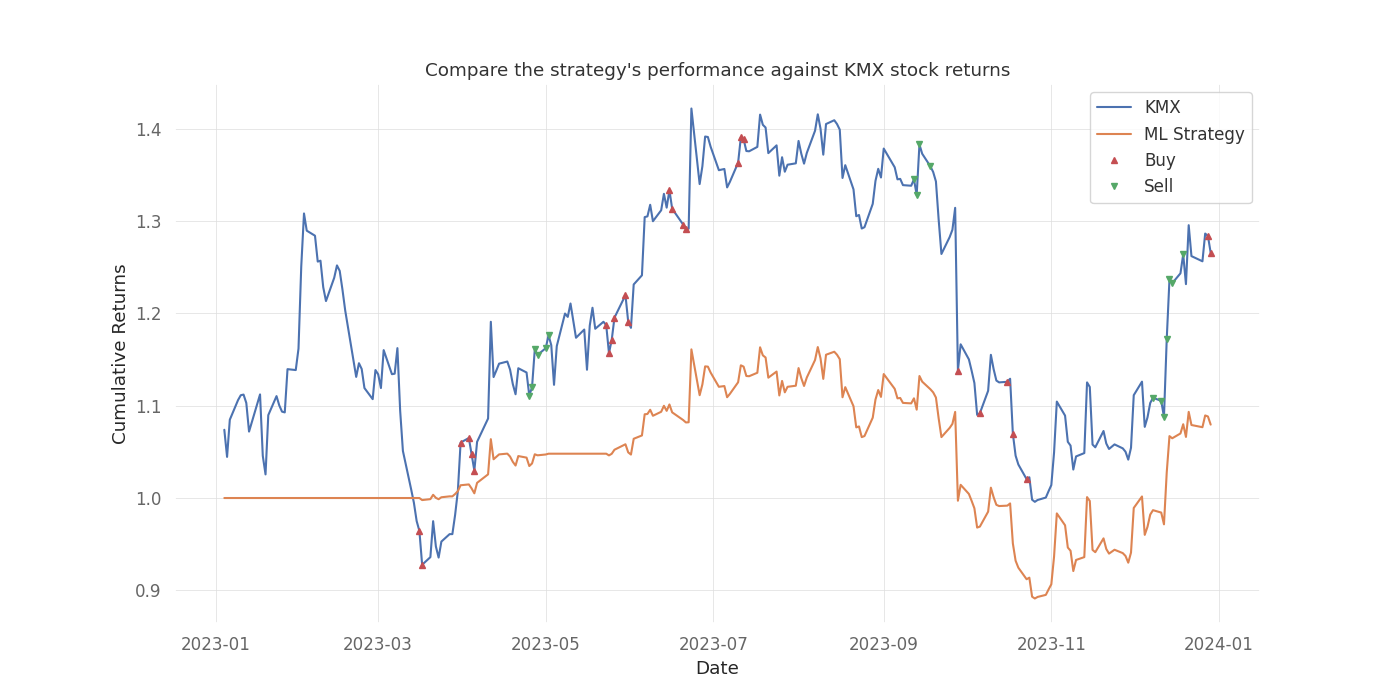 Compare the strategy's performance against KMX stock returns
KMX
ML Strategy
Buy
Sell
Cumulative Returns
1.4
1.3
1.2
1.1
1.0
0.9
2023-01
2023-03
2023-05
2023-07
2023-09
2023-11
2024-01
Date